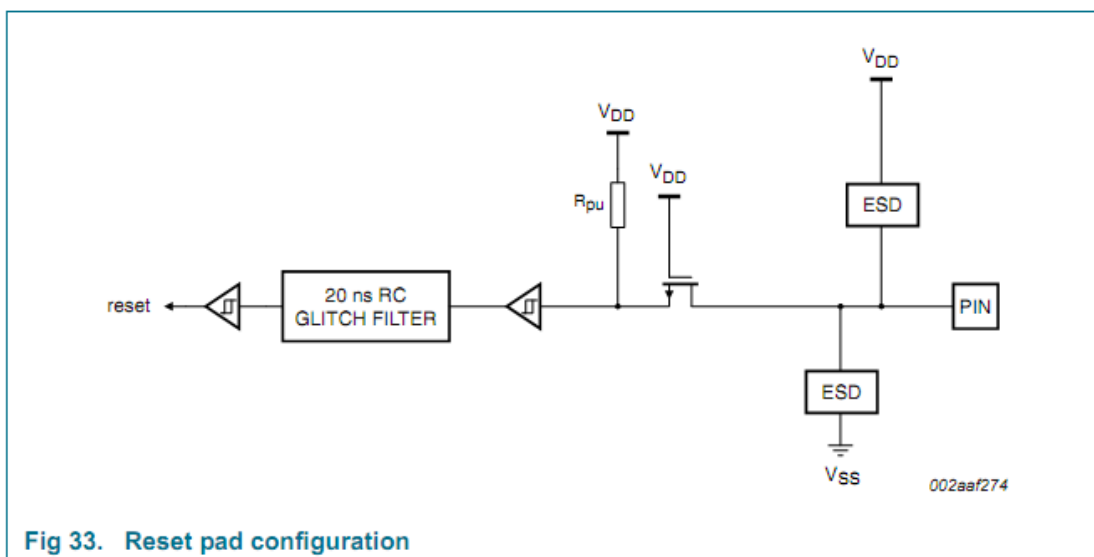 VDD
VDD
VDD
Rpu
ESD
reset
20 ns RC
GLITCH FILTER
PIN
ESD
VSS
002aaf274
Fig 33. Reset pad configuration